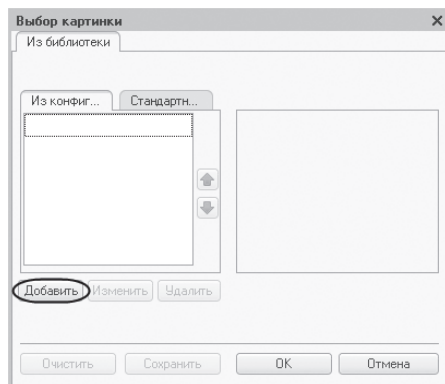 Выбор картинки
Из библиотеки
Из конфиг... Стандартн...
Добавить Изменить Удалить
Очистить Сохранить OK Отмена